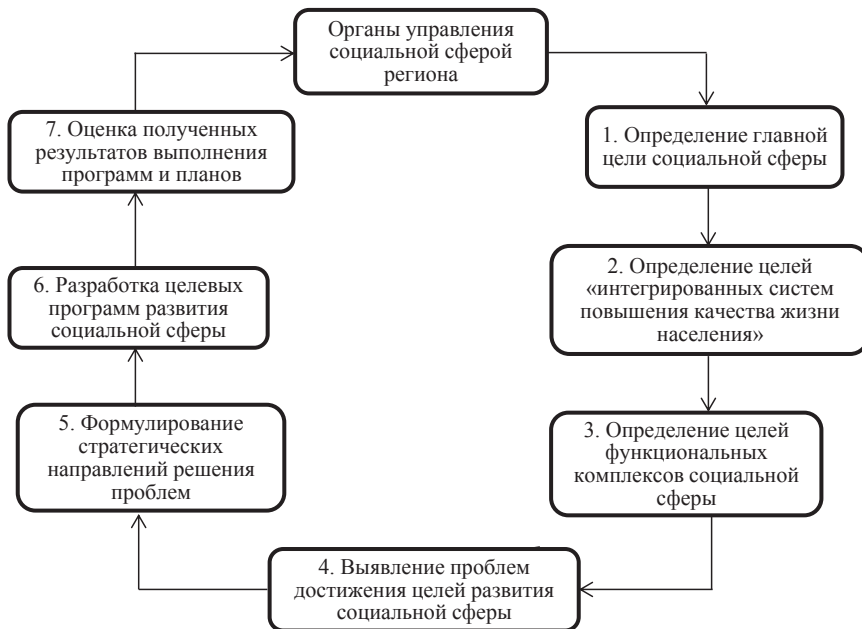 Органы управления
социальной сферой
региона
1. Определение главной
цели социальной сферы
2. Определение целей
«интегрированных систем
повышения качества жизни
населения»
3. Определение целей
функциональных
комплексов социальной
сферы
4. Выявление проблем
достижения целей развития
социальной сферы
5. Формулирование
стратегических
направлений решения
проблем
6. Разработка целевых
программ развития
социальной сферы
7. Оценка полученных
результатов выполнения
программ и планов